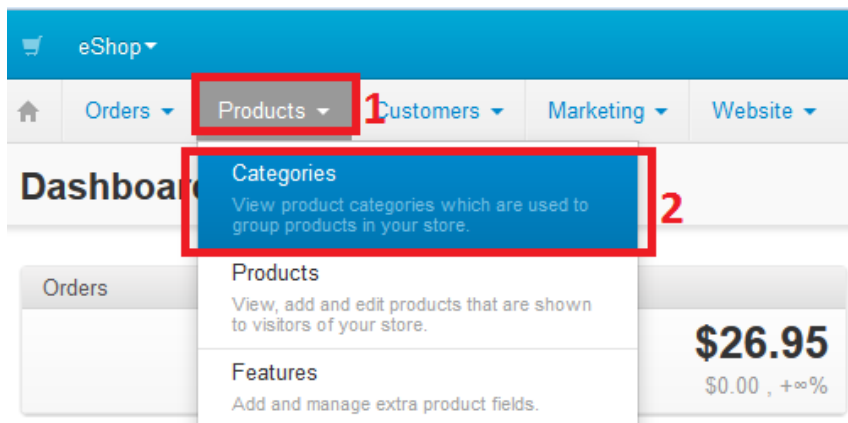 eShop
Orders Products 1 Customers Marketing Website
Dashboar
Categories
View product categories which are used to
group products in your store.
2
Products
View, add and edit products that are shown
to visitors of your store.
Features
Add and manage extra product fields.
Orders
$26.95
$0.00 , +∞%